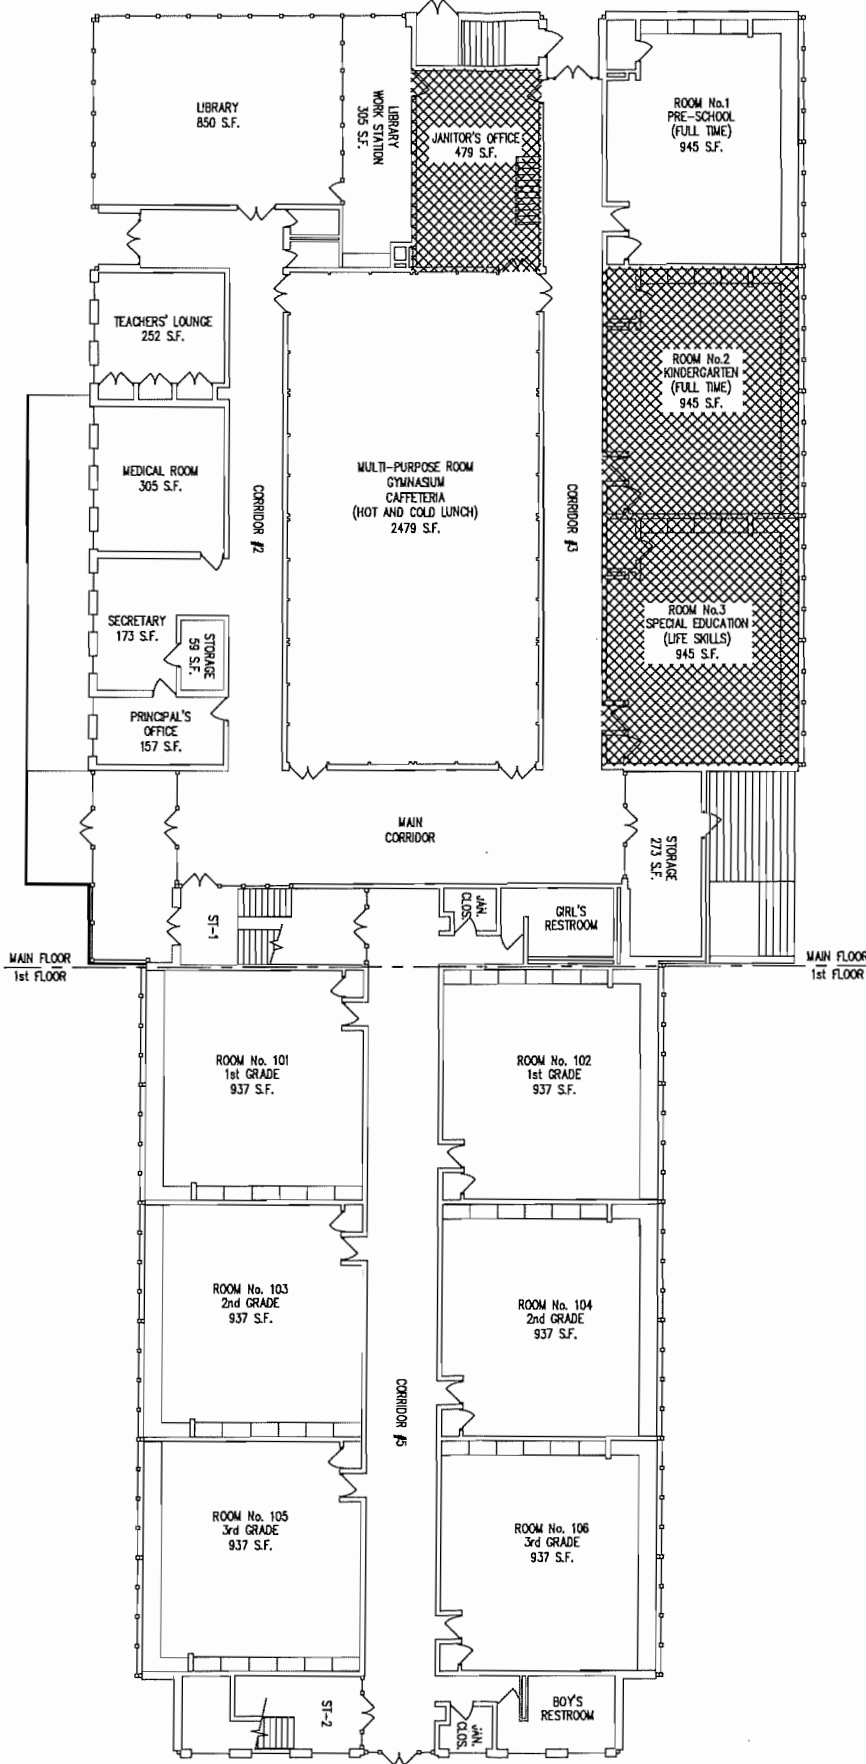 LIBRARY
850 S.F.
LIBRARY
WORK STATION
305 S.F.
JANITOR'S OFFICE
479 S.F.
ROOM No.1
PRE-SCHOOL
(FULL TIME)
945 S.F.
TEACHERS' LOUNGE
252 S.F.
ROOM No.2
KINDERGARTEN
(FULL TIME)
945 S.F.
MEDICAL ROOM
305 S.F.
CORRIDOR #2
MULTI-PURPOSE ROOM
GYMNASIUM
CAFFETERIA
(HOT AND COLD LUNCH)
2479 S.F.
CORRIDOR #3
SECRETARY
173 S.F.
STORAGE
59 S.F.
ROOM No.3
SPECIAL EDUCATION
(LIFE SKILLS)
945 S.F.
PRINCIPAL'S
OFFICE
157 S.F.
MAIN
CORRIDOR
STORAGE
273 S.F.
ST-1
JAN.
CLOS.
GIRL'S
RESTROOM
MAIN FLOOR
1st FLOOR
MAIN FLOOR
1st FLOOR
ROOM No. 101
1st GRADE
937 S.F.
ROOM No. 102
1st GRADE
937 S.F.
ROOM No. 103
2nd GRADE
937 S.F.
ROOM No. 104
2nd GRADE
937 S.F.
CORRIDOR #5
ROOM No. 105
3rd GRADE
937 S.F.
ROOM No. 106
3rd GRADE
937 S.F.
ST-2
JAN.
CLOS.
BOY'S
RESTROOM